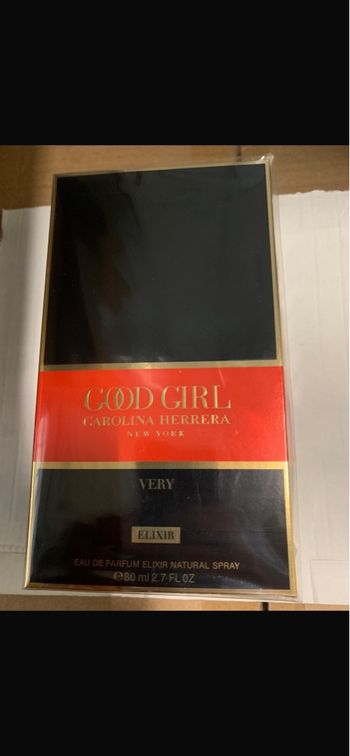 GOOD GIRL
CAROLINA HERRERA
NEW YORK
VERY
ELIXIR
EAU DE PARFUM ELIXIR NATURAL SPRAY
℮80 ml 2.7 FL OZ